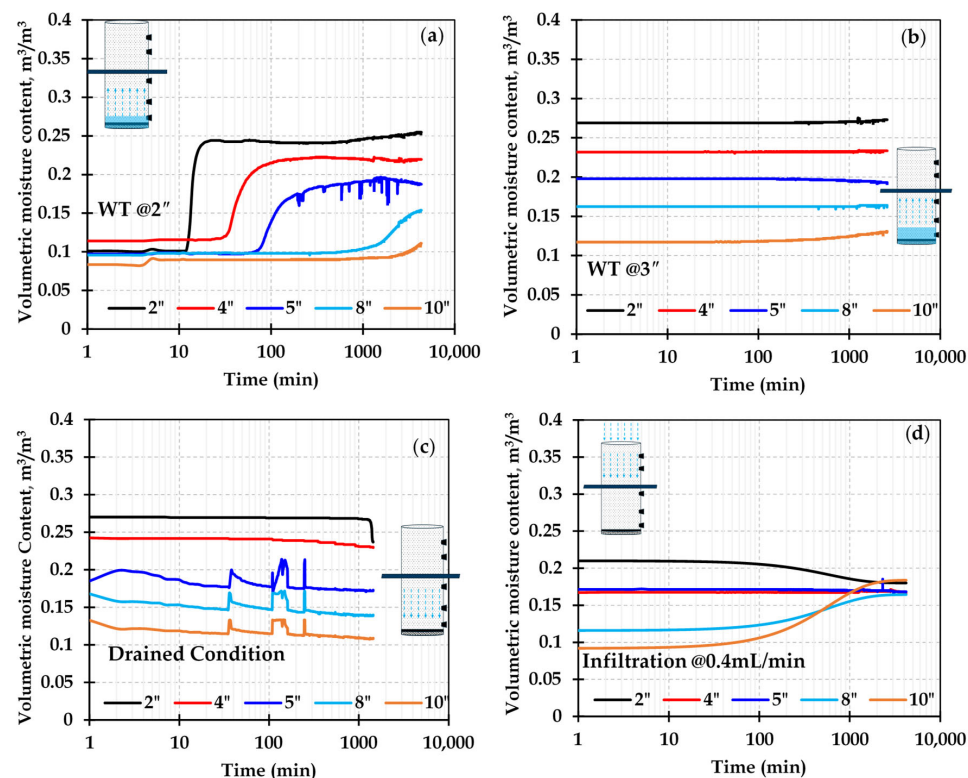 (a)
Volumetric moisture content, m³/m³
0.4
0.35
0.3
0.25
0.2
0.15
0.1
0.05
0
WT @2″
2" 4" 5" 8" 10"
1 10 100 1000 10,000
Time (min)
(b)
Volumetric moisture content, m³/m³
0.4
0.35
0.3
0.25
0.2
0.15
0.1
0.05
0
WT @3″
2" 4" 5" 8" 10"
1 10 100 1000 10,000
Time (min)
(c)
Volumetric moisture Content, m³/m³
0.4
0.35
0.3
0.25
0.2
0.15
0.1
0.05
0
Drained Condition
2" 4" 5" 8" 10"
1 10 100 1000 10,000
Time (min)
(d)
Volumetric moisture content, m³/m³
0.4
0.35
0.3
0.25
0.2
0.15
0.1
0.05
0
Infiltration @0.4mL/min
2" 4" 5" 8" 10"
1 10 100 1000 10,000
Time (min)